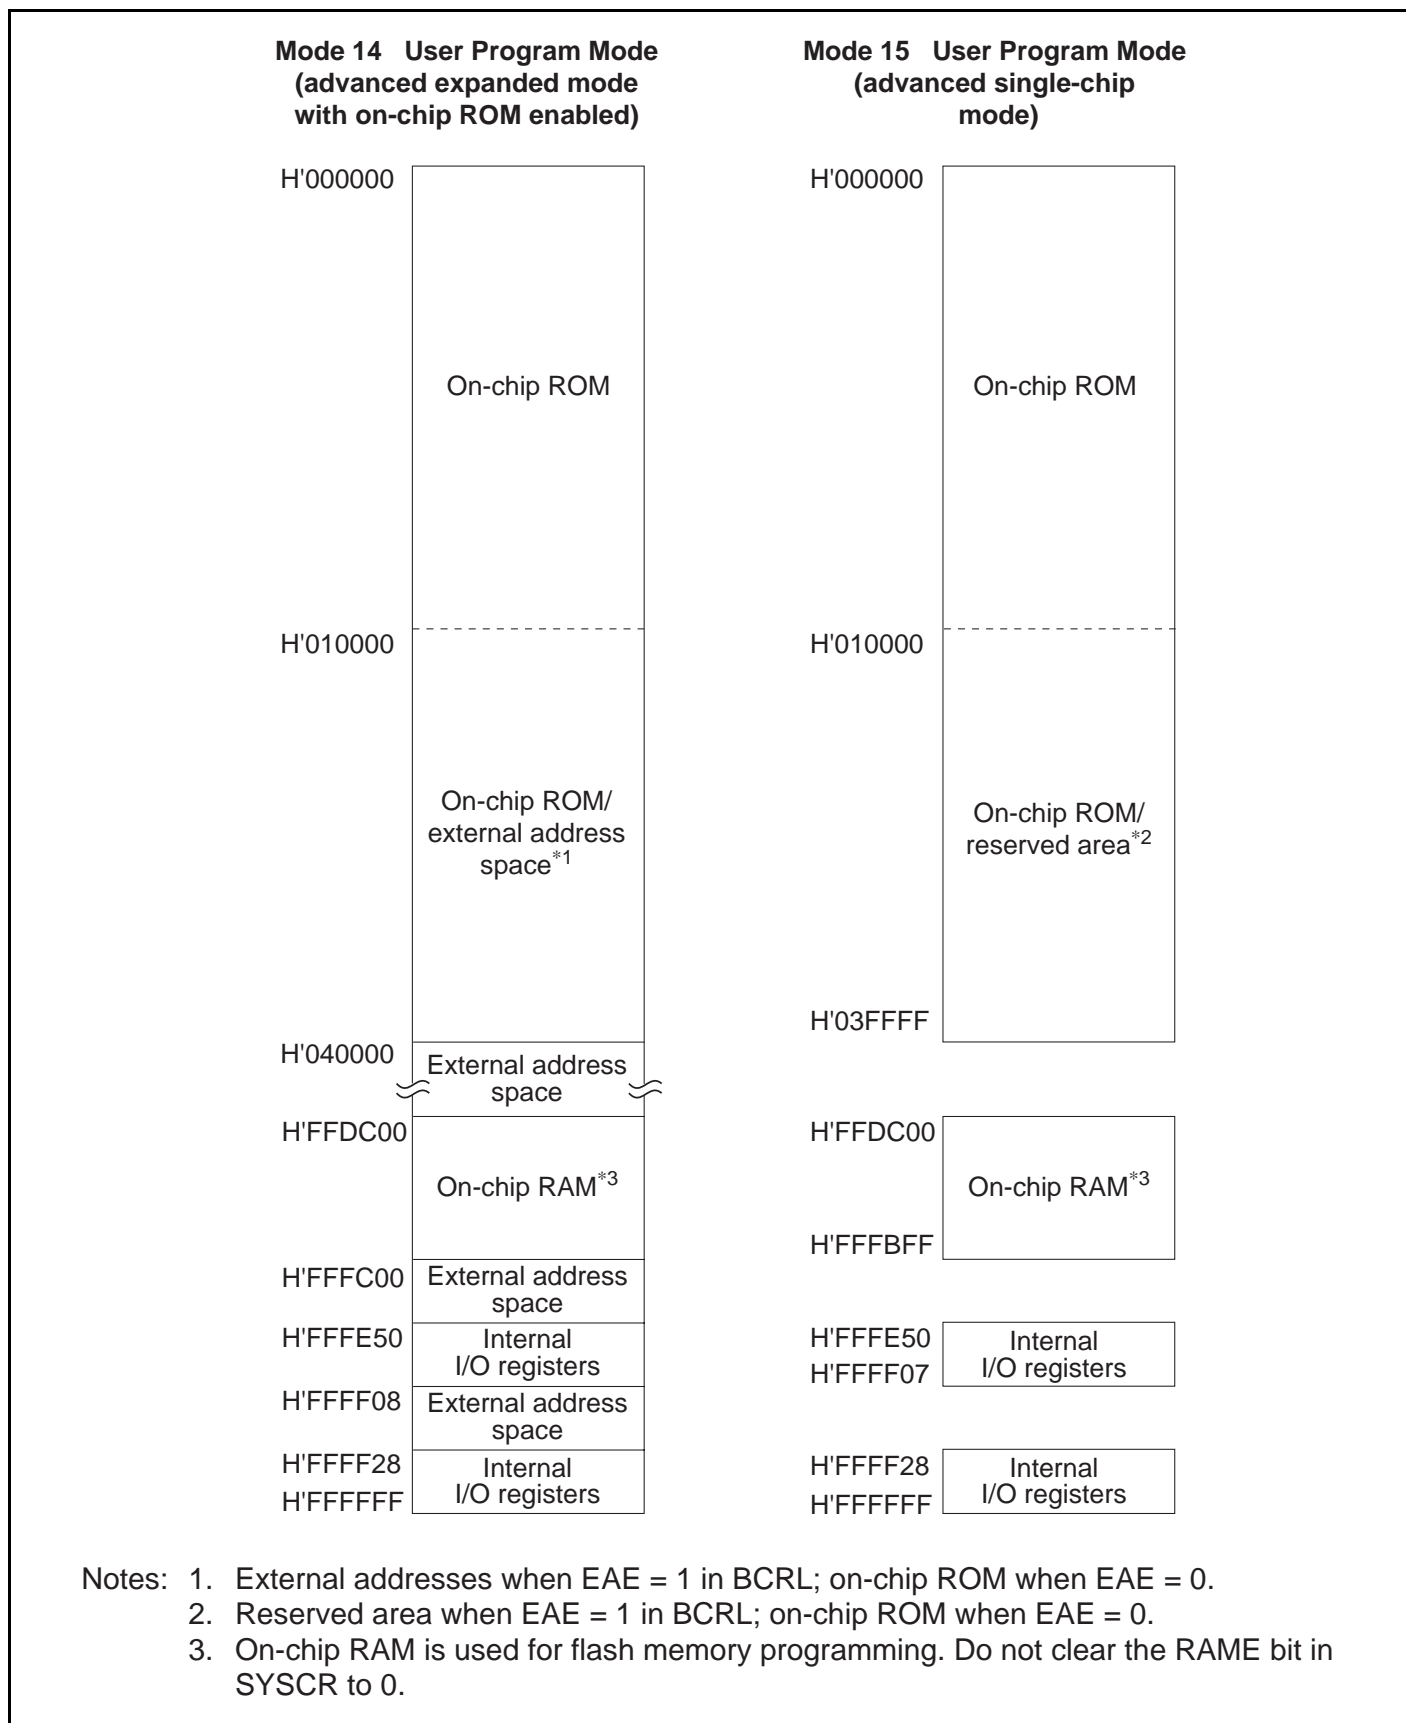 Mode 14 User Program Mode
(advanced expanded mode
with on-chip ROM enabled)
H'000000
On-chip ROM
H'010000
On-chip ROM/
external address
space*1
H'040000
External address
space
H'FFDC00
On-chip RAM*3
H'FFFC00
External address
space
H'FFFE50
Internal
I/O registers
H'FFFF08
External address
space
H'FFFF28
Internal
I/O registers
H'FFFFFF
Mode 15 User Program Mode
(advanced single-chip
mode)
H'000000
On-chip ROM
H'010000
On-chip ROM/
reserved area*2
H'03FFFF
H'FFDC00
On-chip RAM*3
H'FFFBFF
H'FFFE50
Internal
I/O registers
H'FFFF07
H'FFFF28
Internal
I/O registers
H'FFFFFF
Notes: 1. External addresses when EAE = 1 in BCRL; on-chip ROM when EAE = 0.
2. Reserved area when EAE = 1 in BCRL; on-chip ROM when EAE = 0.
3. On-chip RAM is used for flash memory programming. Do not clear the RAME bit in
SYSCR to 0.